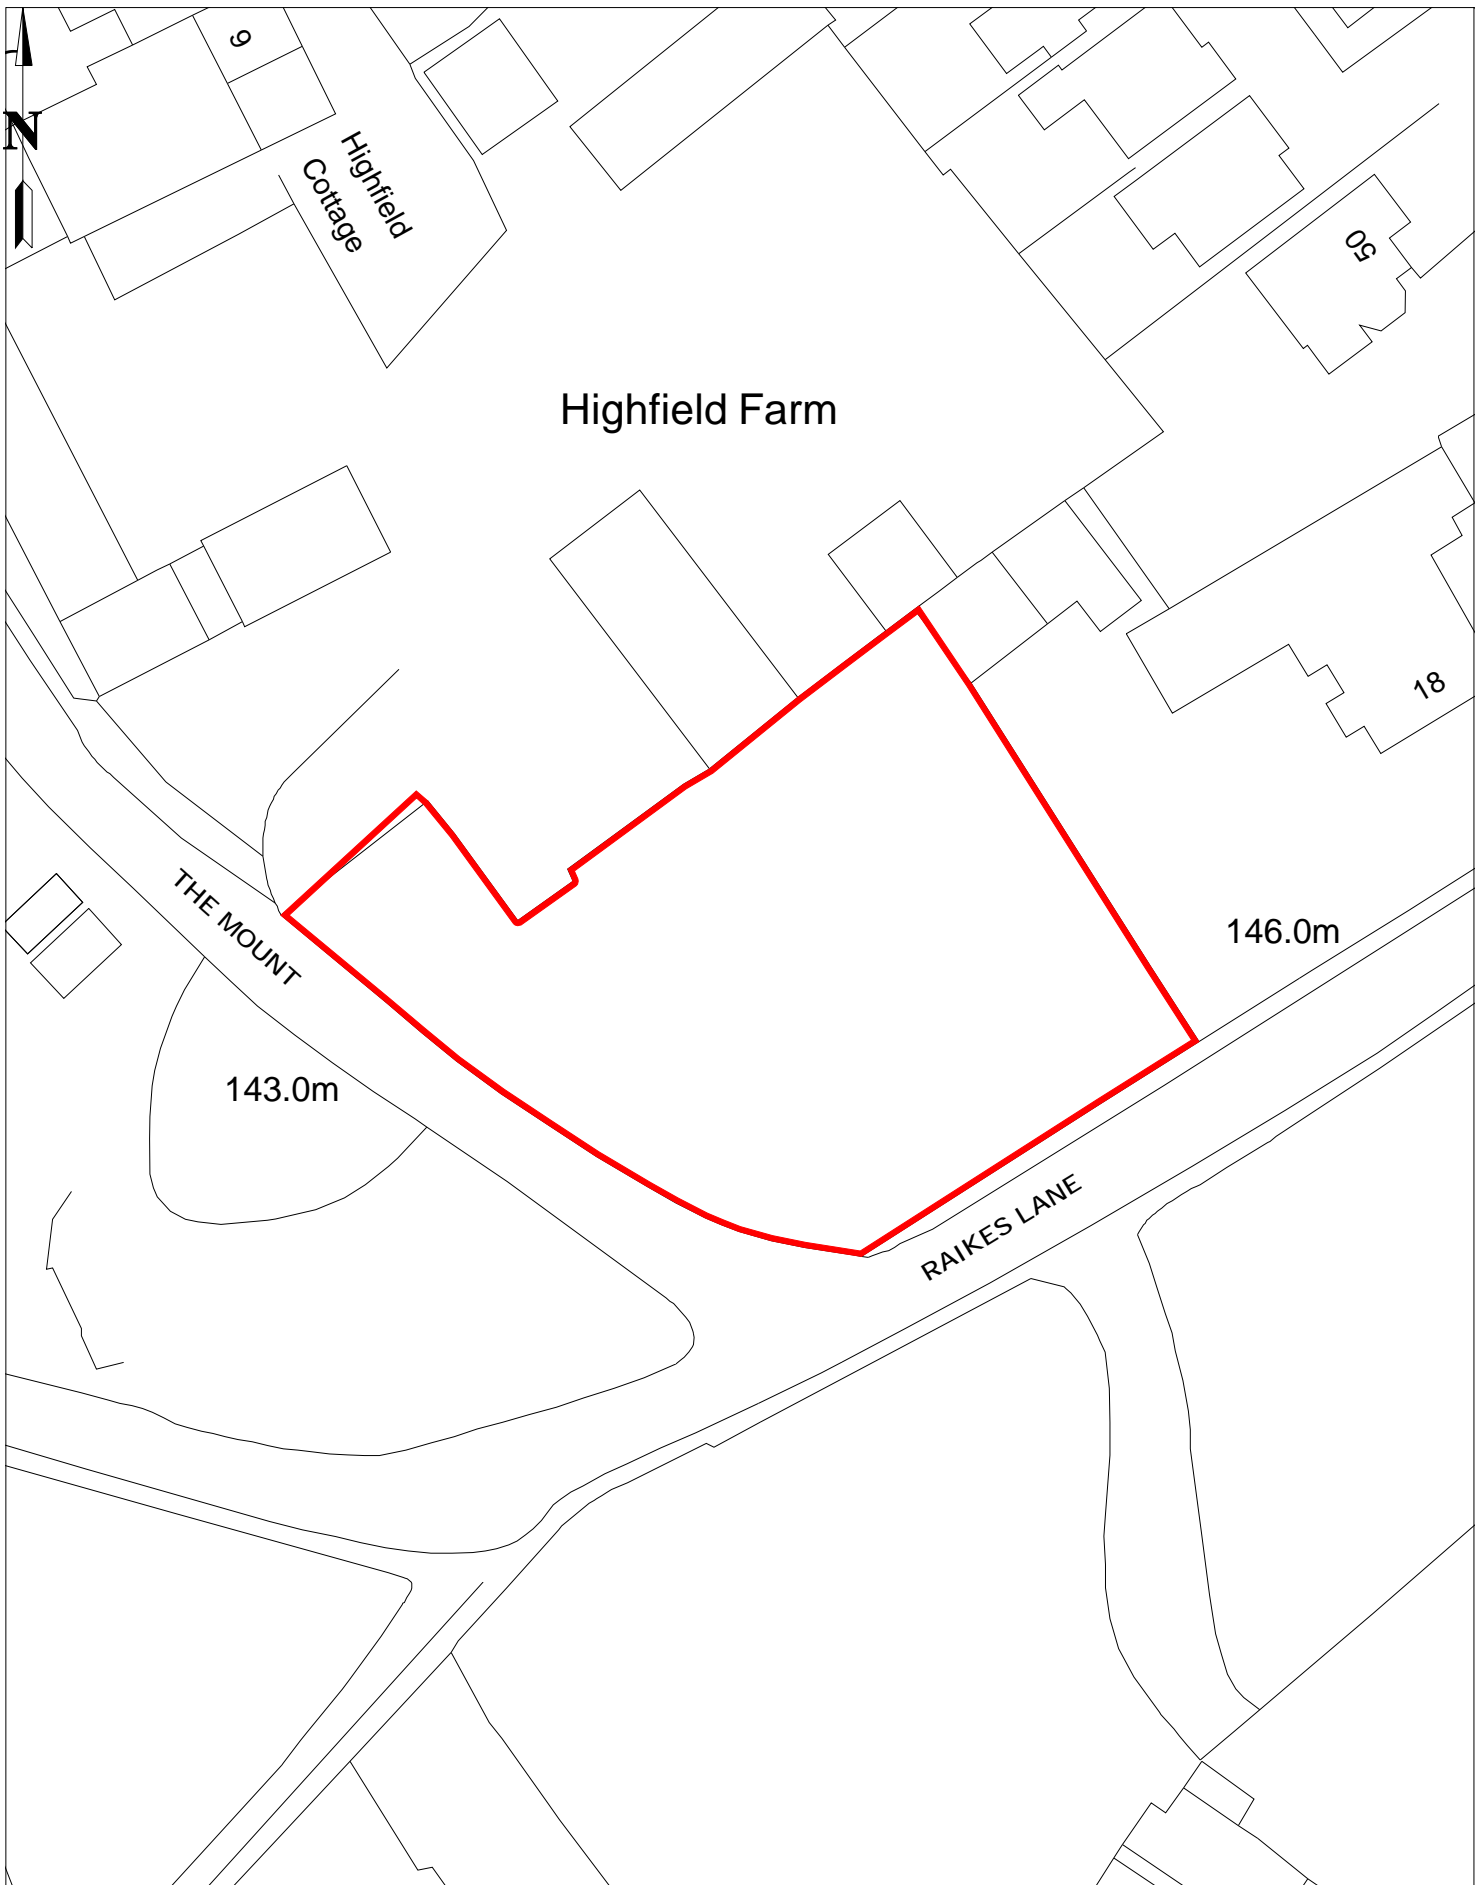 9
N
Highfield
Cottage
50
Highfield Farm
18
THE MOUNT
146.0m
143.0m
RAIKES LANE